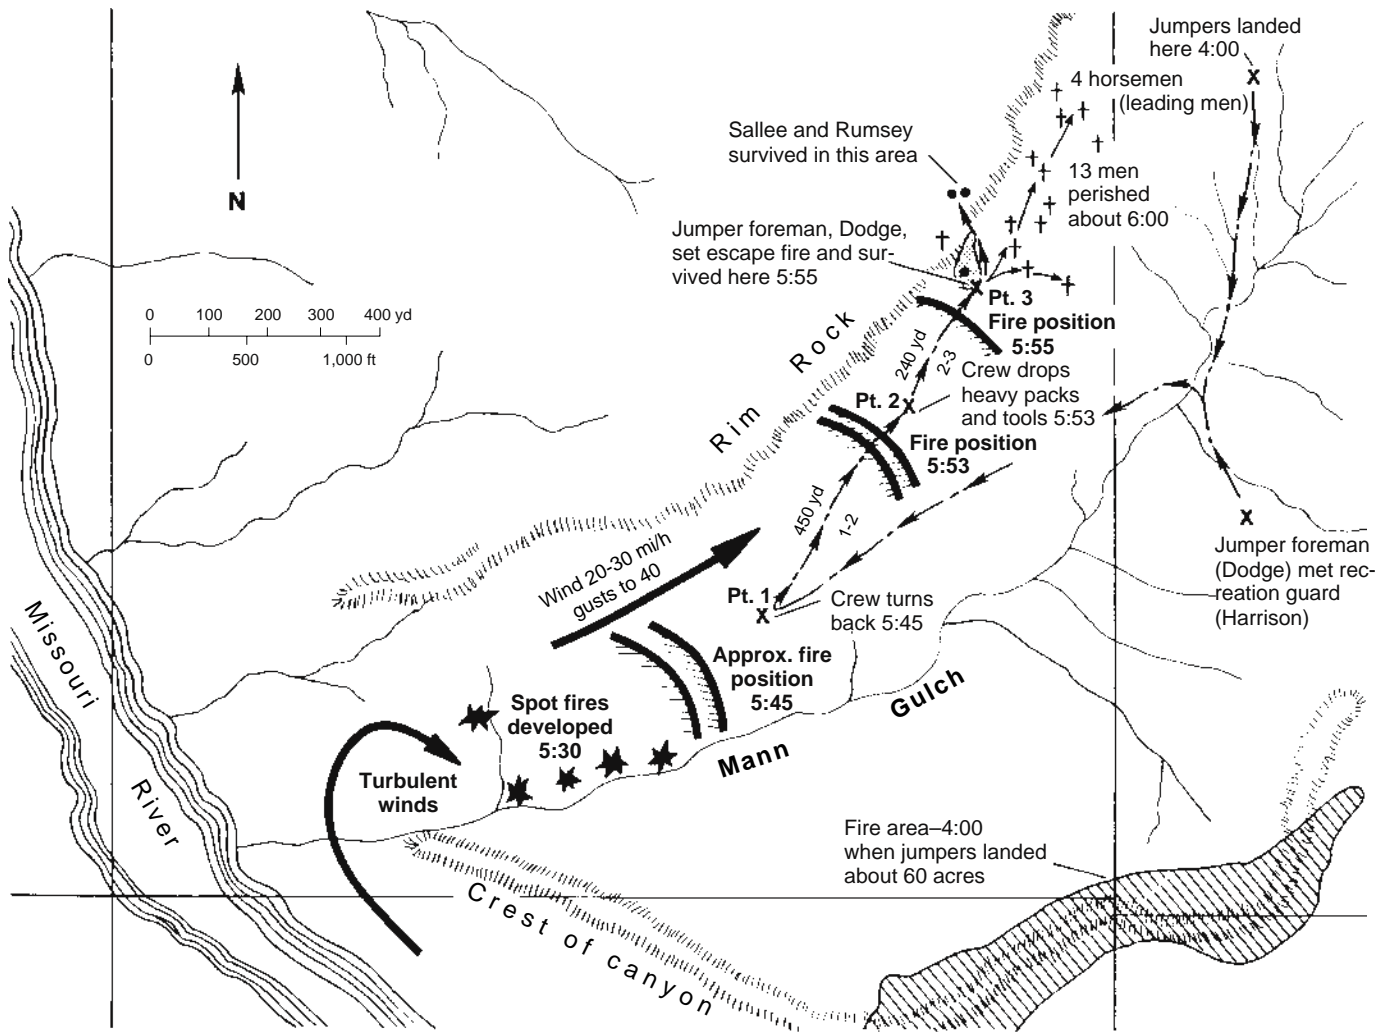 Jumpers landed
here 4:00
4 horsemen
(leading men)
Sallee and Rumsey
survived in this area
13 men
perished
about 6:00
N
Jumper foreman, Dodge,
set escape fire and sur-
vived here 5:55
Pt. 3
Fire position
5:55
0 100 200 300 400 yd
0 500 1,000 ft
Rim Rock
240 yd
2-3
Crew drops
heavy packs
and tools 5:53
Pt. 2
Fire position
5:53
450 yd
1-2
Wind 20-30 mi/h
gusts to 40
Jumper foreman
(Dodge) met rec-
reation guard
(Harrison)
Pt. 1
Crew turns
back 5:45
Approx. fire
position
5:45
Missouri River
Spot fires
developed
5:30
Mann Gulch
Turbulent
winds
Fire area–4:00
when jumpers landed
about 60 acres
Crest of canyon